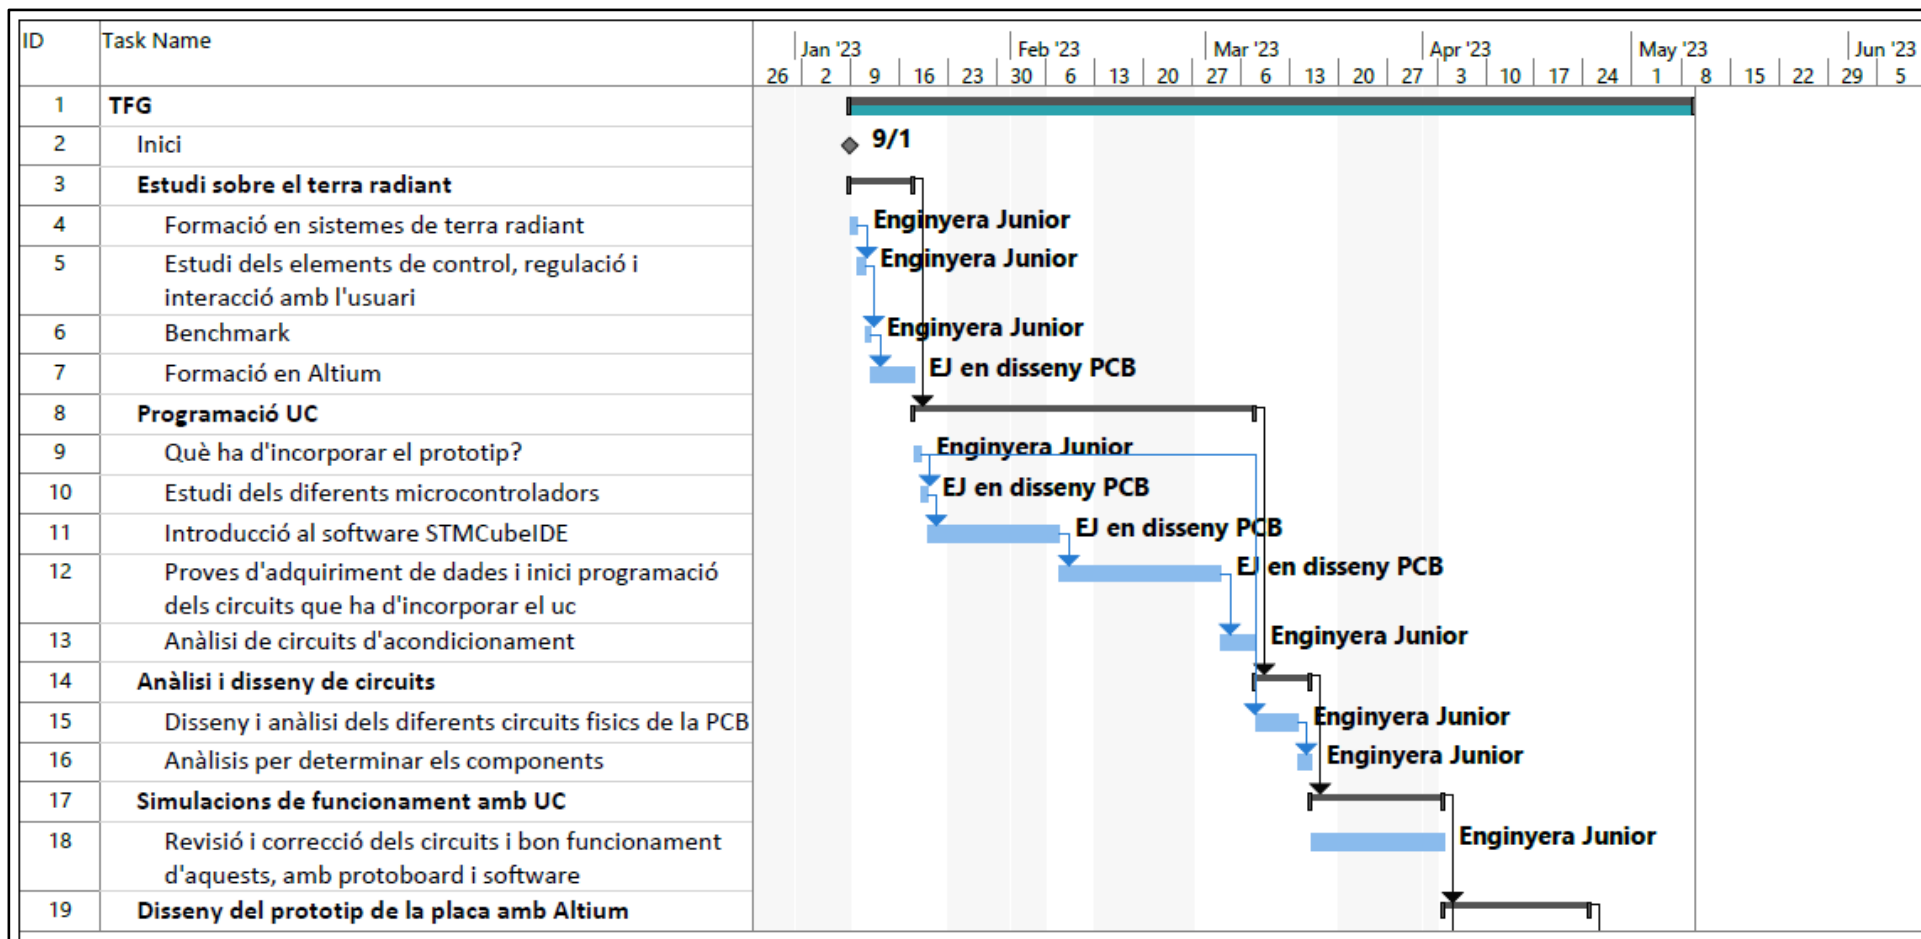 ID Task Name Jan '23 Feb '23 Mar '23 Apr '23 May '23 Jun '23
26 2 9 16 23 30 6 13 20 27 6 13 20 27 3 10 17 24 1 8 15 22 29 5
1 TFG
2 Inici 9/1
3 Estudi sobre el terra radiant
4 Formació en sistemes de terra radiant Enginyera Junior
5 Estudi dels elements de control, regulació i Enginyera Junior
interacció amb l'usuari
6 Benchmark Enginyera Junior
7 Formació en Altium EJ en disseny PCB
8 Programació UC
9 Què ha d'incorporar el prototip? Enginyera Junior
10 Estudi dels diferents microcontroladors EJ en disseny PCB
11 Introducció al software STMCubeIDE EJ en disseny PCB
12 Proves d'adquiriment de dades i inici programació EJ en disseny PCB
dels circuits que ha d'incorporar el uc
13 Anàlisi de circuits d'acondicionament Enginyera Junior
14 Anàlisi i disseny de circuits
15 Disseny i anàlisi dels diferents circuits fisics de la PCB Enginyera Junior
16 Anàlisis per determinar els components Enginyera Junior
17 Simulacions de funcionament amb UC
18 Revisió i correcció dels circuits i bon funcionament Enginyera Junior
d'aquests, amb protoboard i software
19 Disseny del prototip de la placa amb Altium